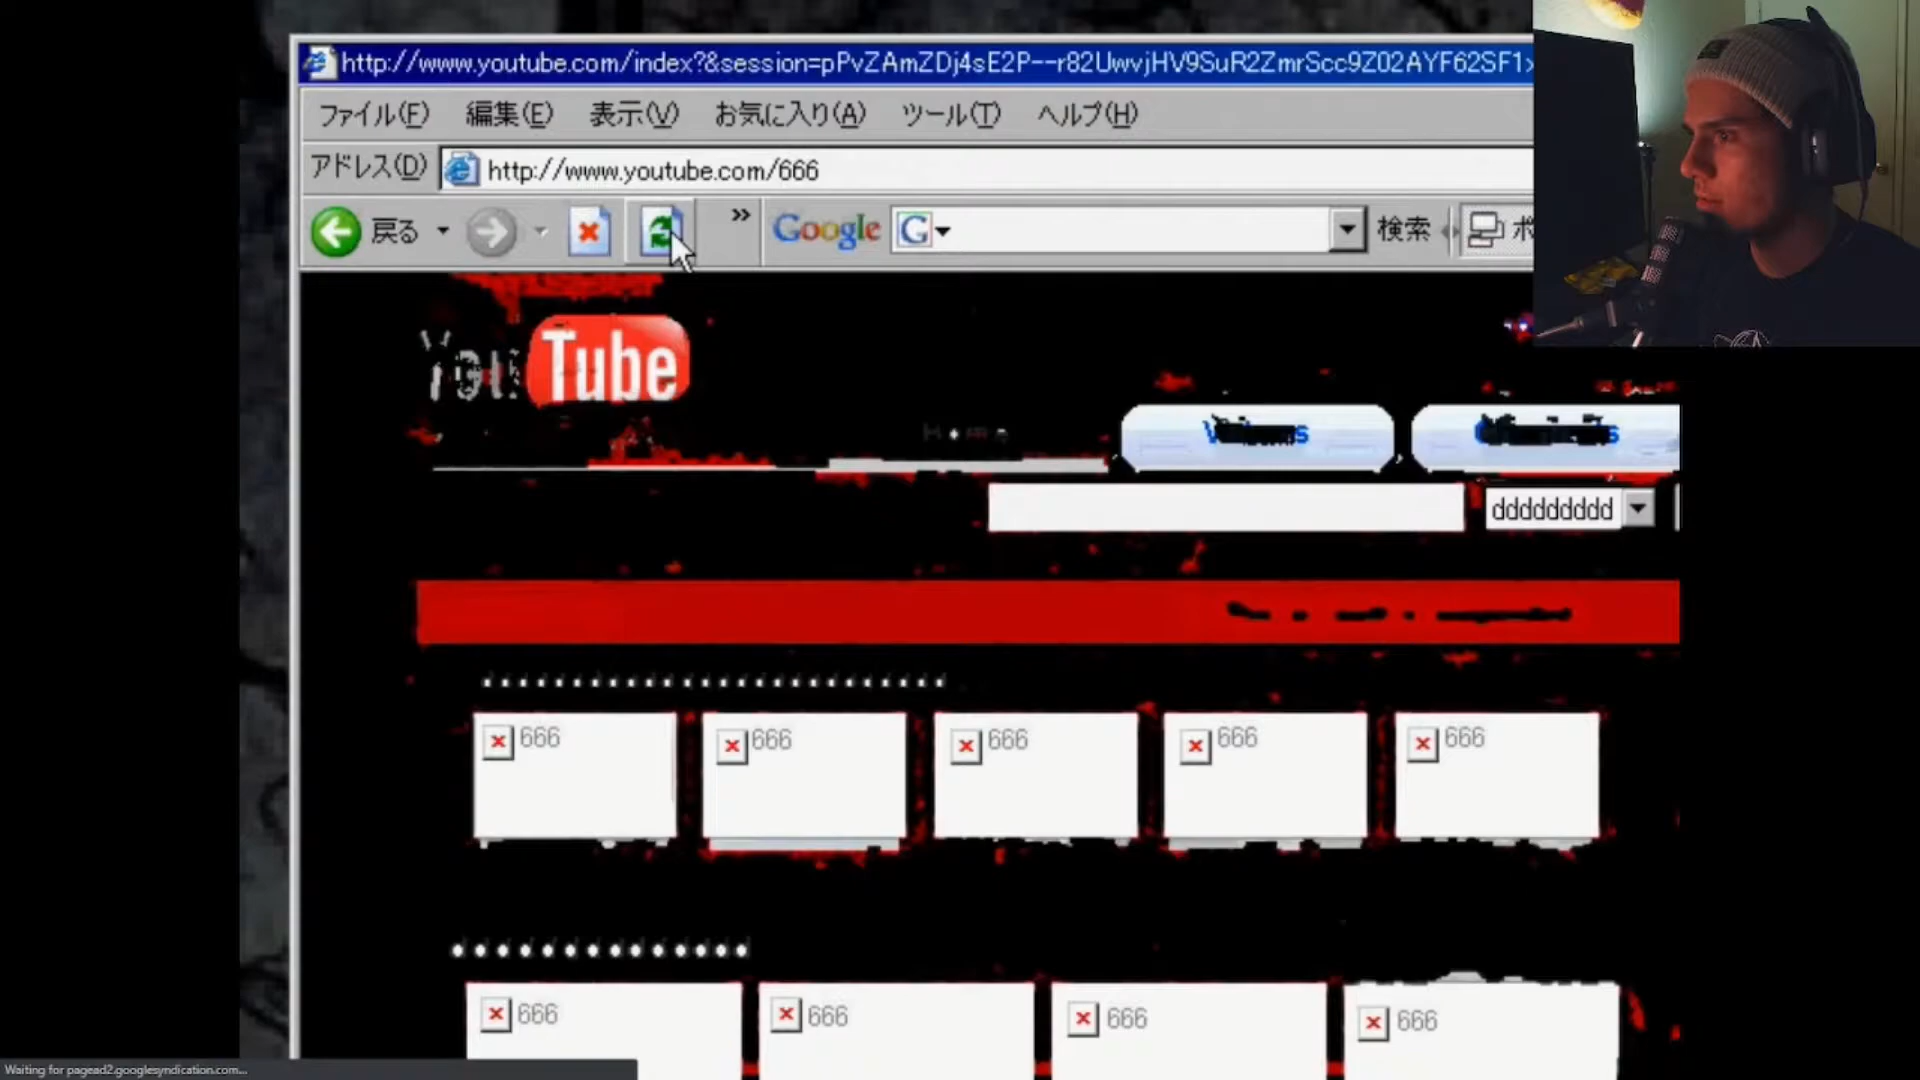 http://www.youtube.com/index?&session=pPvZAmZDj4sE2P--r82UwvjHV9SuR2ZmrScc9Z02AYF62SF1
ファイル(F) 編集(E) 表示(V) お気に入り(A) ツール(T) ヘルプ(H)
アドレス(D) http://www.youtube.com/666
戻る » Google G 検索 ポ
You Tube
Home
ddddddddd
666 666 666 666 666
666 666 666 666
Waiting for pagead2.googlesyndication.com...